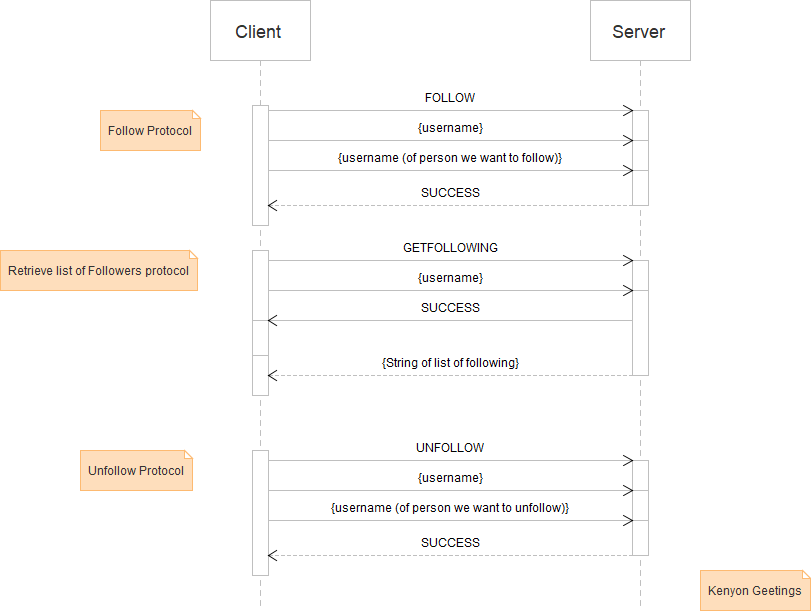 Client
Server
FOLLOW
Follow Protocol
{username}
{username (of person we want to follow)}
SUCCESS
GETFOLLOWING
Retrieve list of Followers protocol
{username}
SUCCESS
{String of list of following}
UNFOLLOW
Unfollow Protocol
{username}
{username (of person we want to unfollow)}
SUCCESS
Kenyon Geetings